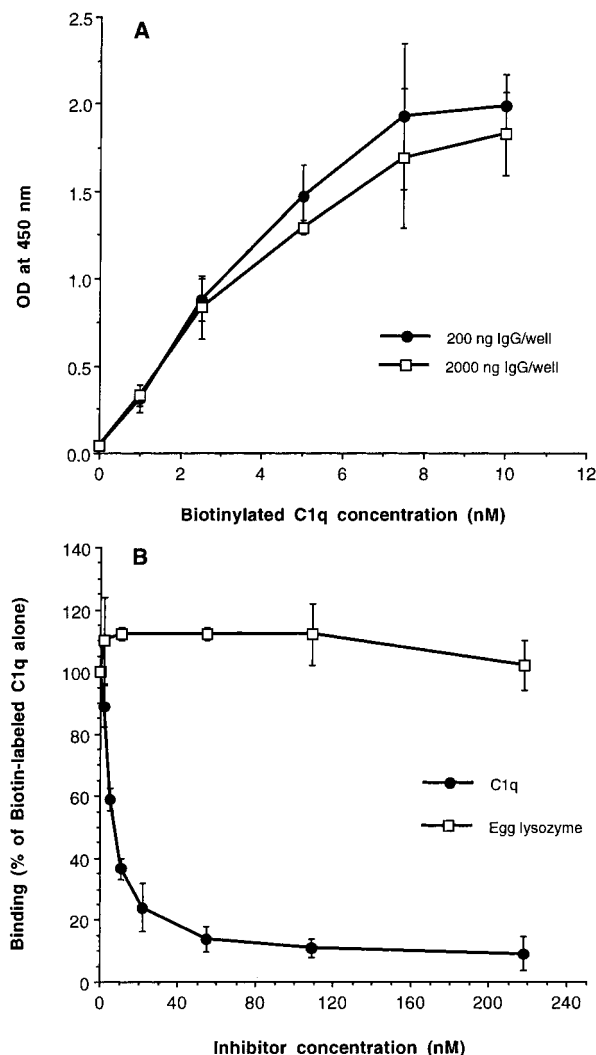 A
2.5
2.0
1.5
1.0
0.5
0.0
OD at 450 nm
200 ng IgG/well
2000 ng IgG/well
0 2 4 6 8 10 12
Biotinylated C1q concentration (nM)
B
140
120
100
80
60
40
20
0
Binding (% of Biotin-labeled C1q alone)
C1q
Egg lysozyme
0 40 80 120 160 200 240
Inhibitor concentration (nM)